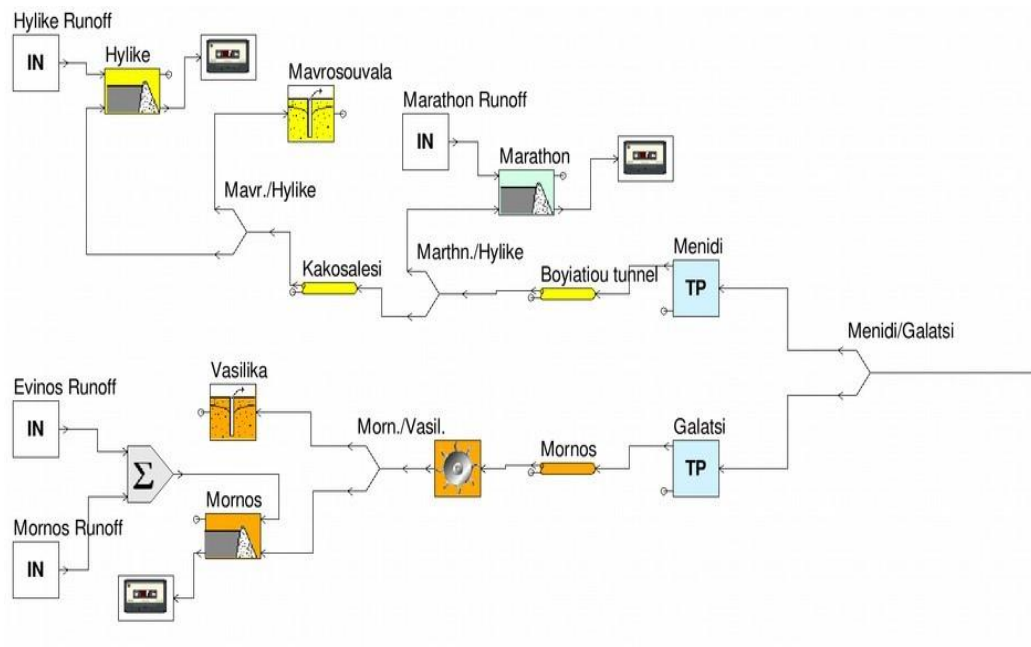 Hylike Runoff
IN
Hylike
Mavrosouvala
Marathon Runoff
IN
Marathon
Mavr./Hylike
Marthn./Hylike
Kakosalesi
Boyiatiou tunnel
Menidi
TP
Menidi/Galatsi
Evinos Runoff
IN
Vasilika
Morn./Vasil.
Mornos
Galatsi
TP
Σ
Mornos
Mornos Runoff
IN